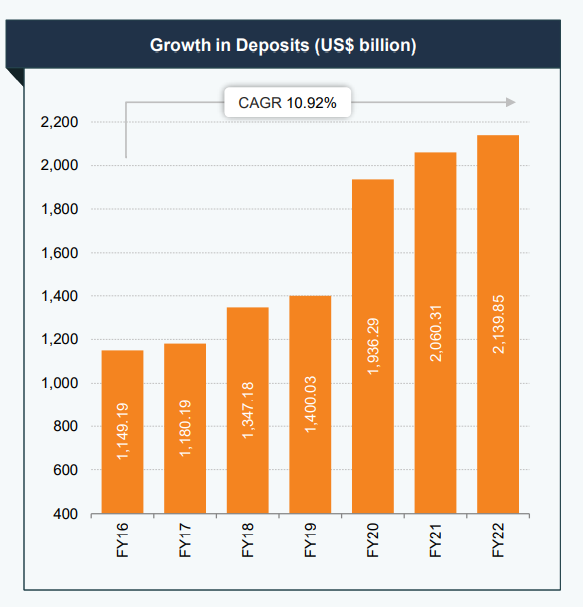 Growth in Deposits (US$ billion)
CAGR 10.92%
2,200
2,000
1,800
1,600
1,400
1,200
1,000
800
600
400
1,149.19
1,180.19
1,347.18
1,400.03
1,936.29
2,060.31
2,139.85
FY16
FY17
FY18
FY19
FY20
FY21
FY22